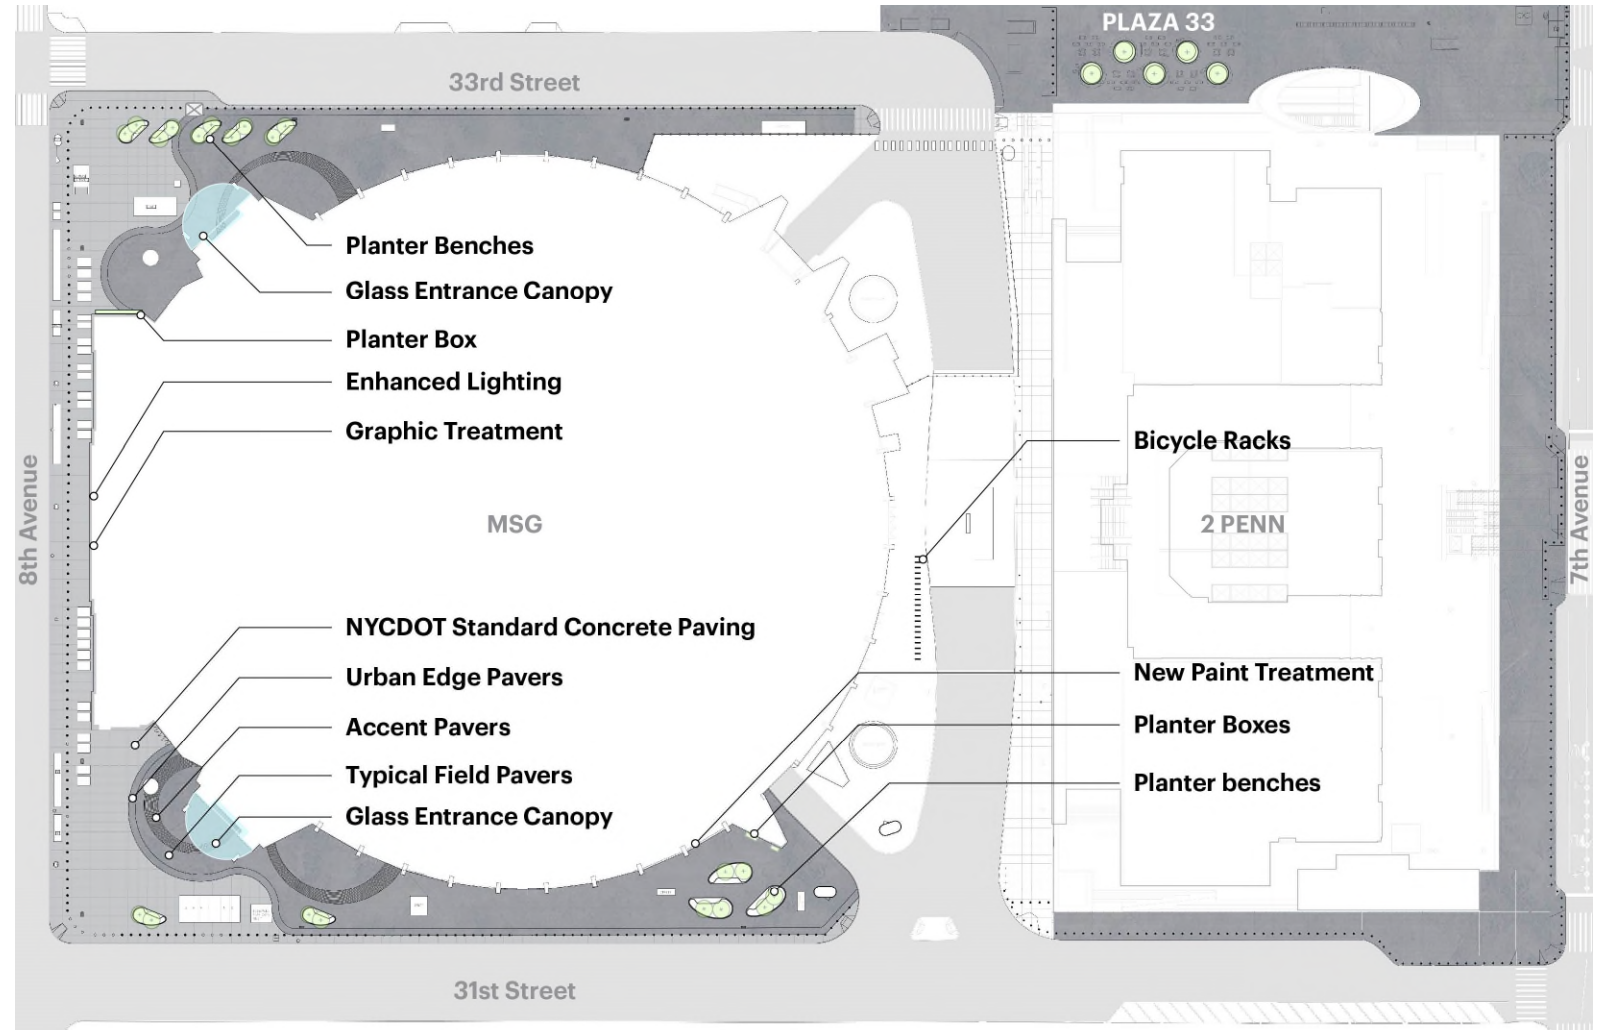 PLAZA 33
33rd Street
Planter Benches
Glass Entrance Canopy
Planter Box
Enhanced Lighting
Graphic Treatment
Bicycle Racks
8th Avenue
MSG
2 PENN
7th Avenue
NYCDOT Standard Concrete Paving
Urban Edge Pavers
Accent Pavers
Typical Field Pavers
Glass Entrance Canopy
New Paint Treatment
Planter Boxes
Planter benches
31st Street